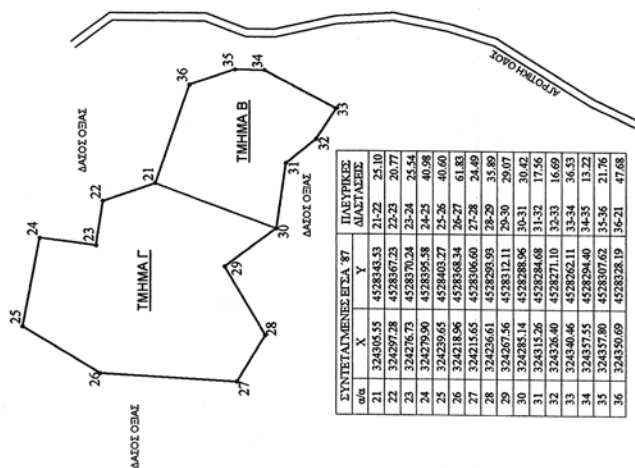 ΔΑΣΟΣ ΟΞΙΑΣ
ΔΑΣΟΣ ΟΞΙΑΣ
ΔΑΣΟΣ ΟΞΙΑΣ
ΑΓΡΟΤΙΚΗ ΟΔΟΣ
ΤΜΗΜΑ Γ
ΤΜΗΜΑ Β
21
22
23
24
25
26
27
28
29
30
31
32
33
34
35
36
ΣΥΝΤΕΤΑΓΜΕΝΕΣ ΕΓΣΑ '87 ΠΛΕΥΡΙΚΕΣ ΔΙΑΣΤΑΣΕΙΣ
α/α Χ Υ
21 324305.55 4528343.53 21-22 25.10
22 324297.28 4528367.23 22-23 20.77
23 324276.73 4528370.24 23-24 25.54
24 324279.90 4528395.58 24-25 40.98
25 324239.65 4528403.27 25-26 40.60
26 324218.96 4528368.34 26-27 61.83
27 324215.65 4528306.60 27-28 24.49
28 324236.61 4528293.93 28-29 35.89
29 324267.56 4528312.11 29-30 29.07
30 324285.14 4528288.96 30-31 30.42
31 324315.26 4528284.68 31-32 17.56
32 324326.40 4528271.10 32-33 16.69
33 324340.46 4528262.11 33-34 36.53
34 324357.55 4528294.40 34-35 13.22
35 324357.80 4528307.62 35-36 21.76
36 324350.69 4528328.19 36-21 47.68